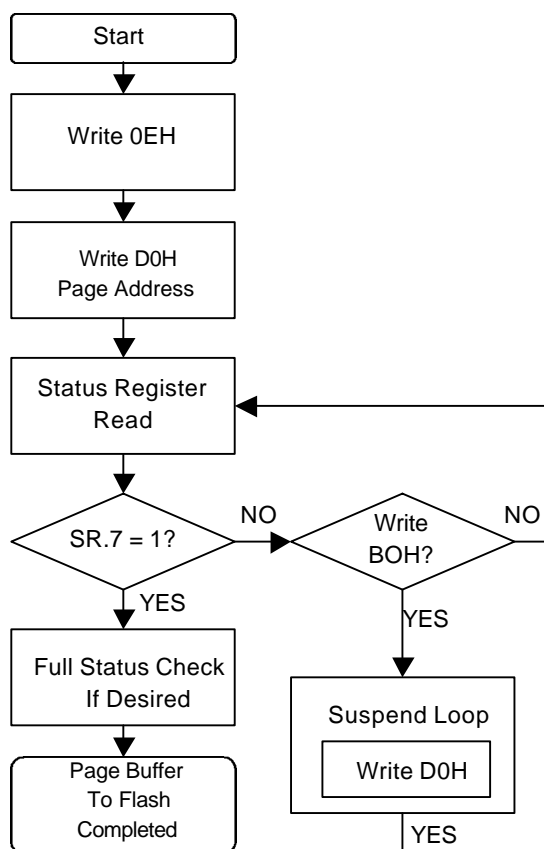 Start
Write 0EH
Write D0H
Page Address
Status Register
Read
SR.7 = 1?
NO
Write
BOH?
NO
YES
YES
Full Status Check
If Desired
Suspend Loop
Write D0H
Page Buffer
To Flash
Completed
YES